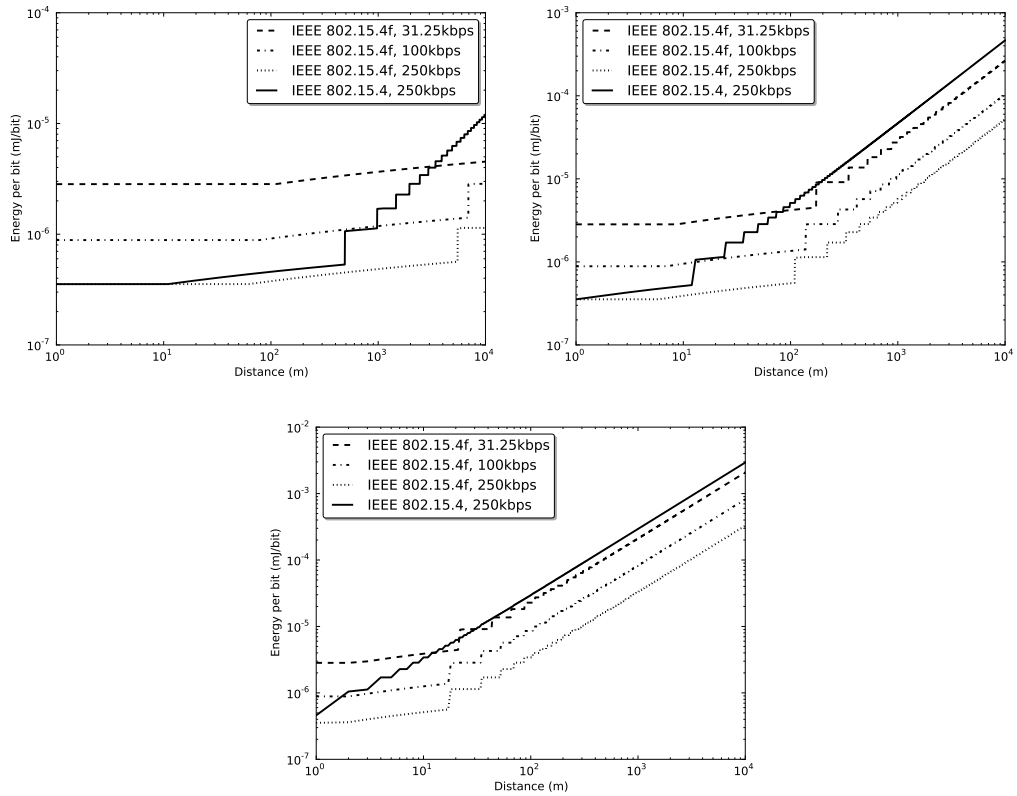 10^-4
10^-5
10^-6
10^-7
Energy per bit (mJ/bit)
IEEE 802.15.4f, 31.25kbps
IEEE 802.15.4f, 100kbps
IEEE 802.15.4f, 250kbps
IEEE 802.15.4, 250kbps
10^0 10^1 10^2 10^3 10^4
Distance (m)
10^-3
10^-4
10^-5
10^-6
10^-7
Energy per bit (mJ/bit)
IEEE 802.15.4f, 31.25kbps
IEEE 802.15.4f, 100kbps
IEEE 802.15.4f, 250kbps
IEEE 802.15.4, 250kbps
10^0 10^1 10^2 10^3 10^4
Distance (m)
10^-2
10^-3
10^-4
10^-5
10^-6
10^-7
Energy per bit (mJ/bit)
IEEE 802.15.4f, 31.25kbps
IEEE 802.15.4f, 100kbps
IEEE 802.15.4f, 250kbps
IEEE 802.15.4, 250kbps
10^0 10^1 10^2 10^3 10^4
Distance (m)